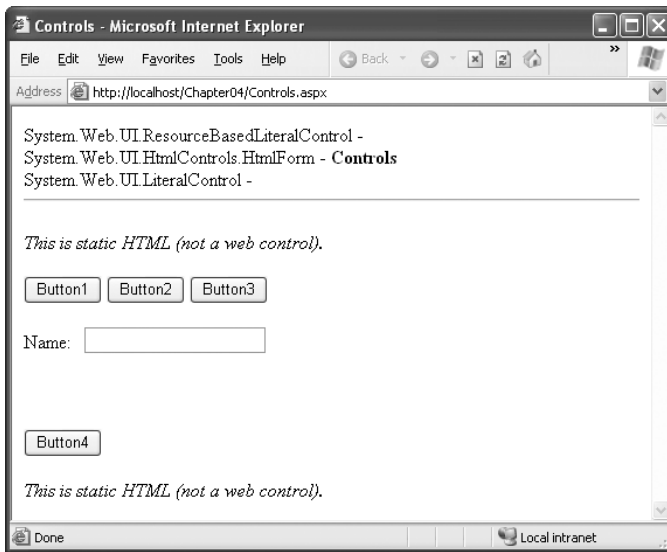 Controls - Microsoft Internet Explorer
File Edit View Favorites Tools Help Back »
Address http://localhost/Chapter04/Controls.aspx
System.Web.UI.ResourceBasedLiteralControl -
System.Web.UI.HtmlControls.HtmlForm - Controls
System.Web.UI.LiteralControl -
This is static HTML (not a web control).
Button1 Button2 Button3
Name:
Button4
This is static HTML (not a web control).
Done Local intranet